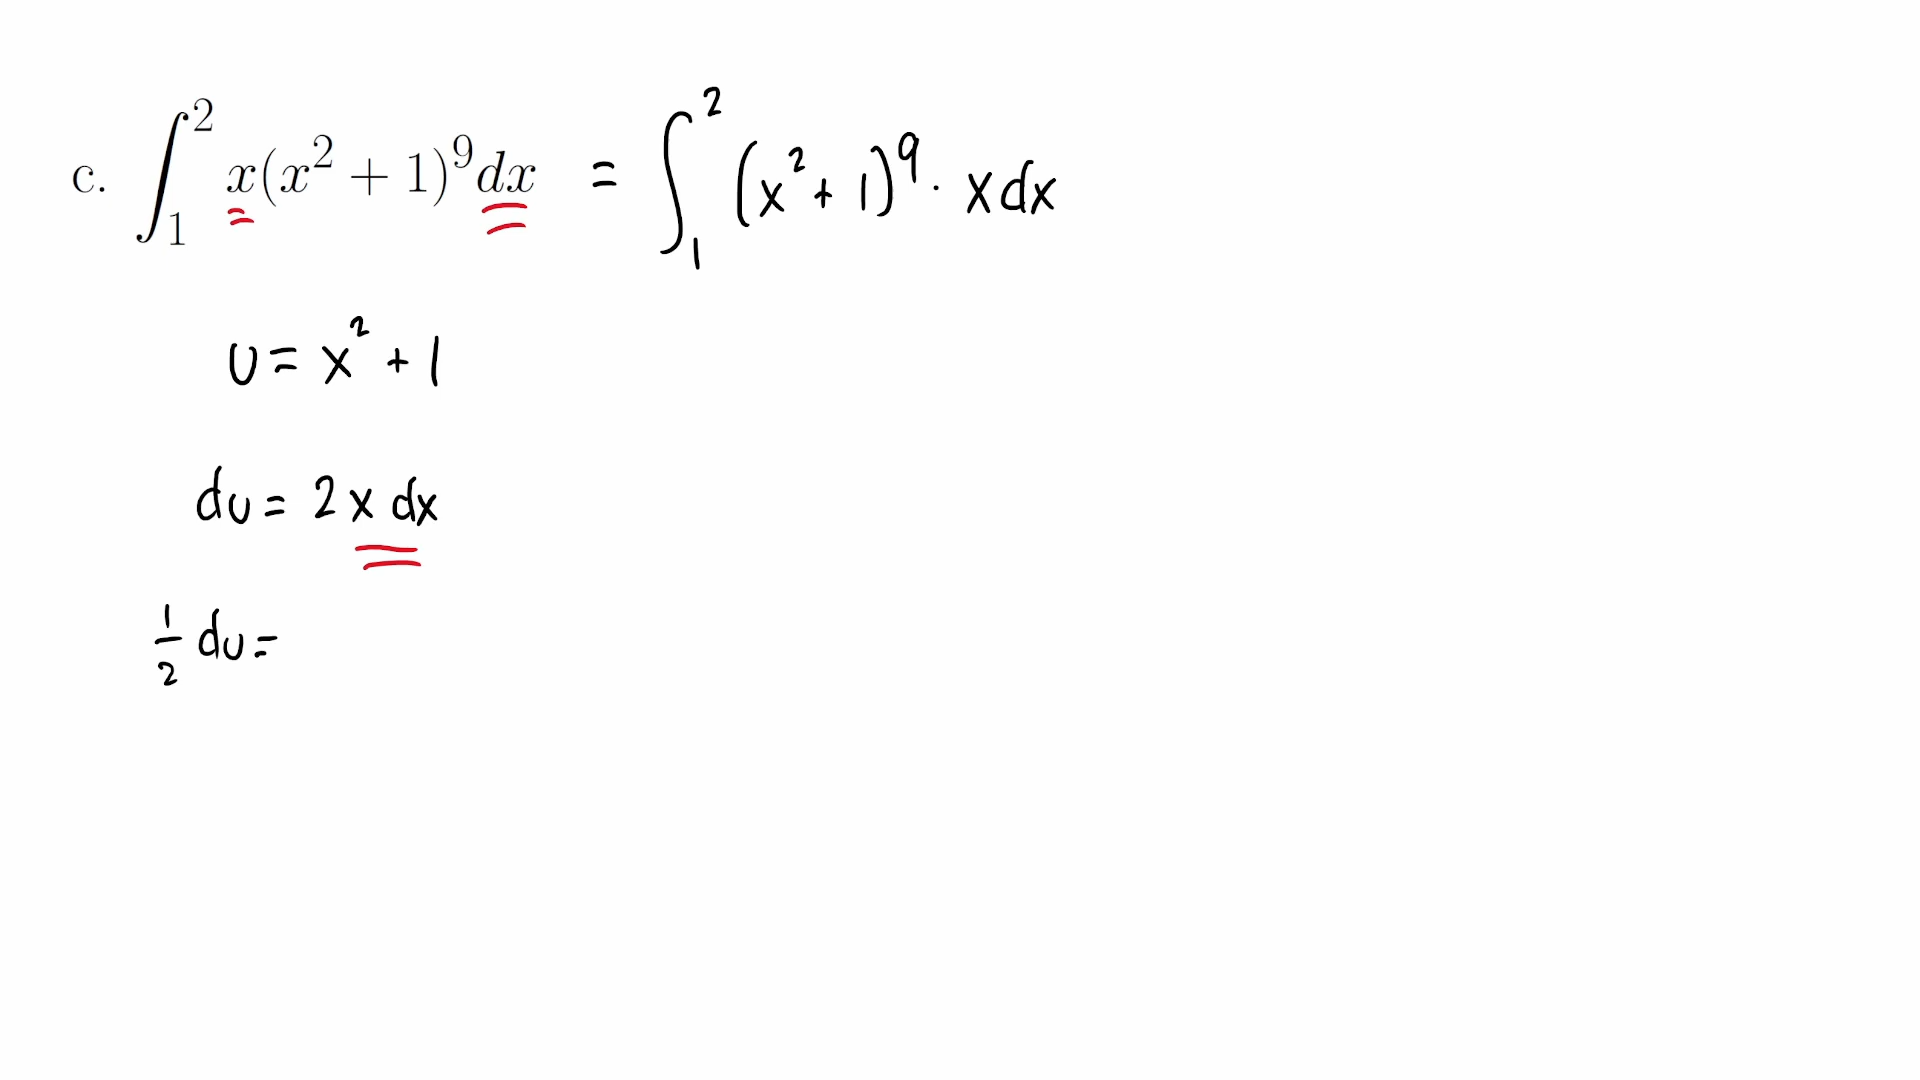 c. ∫₁² x(x² + 1)⁹dx = ∫₁² (x² + 1)⁹ · x dx
u = x² + 1
du = 2x dx
1/2 du =